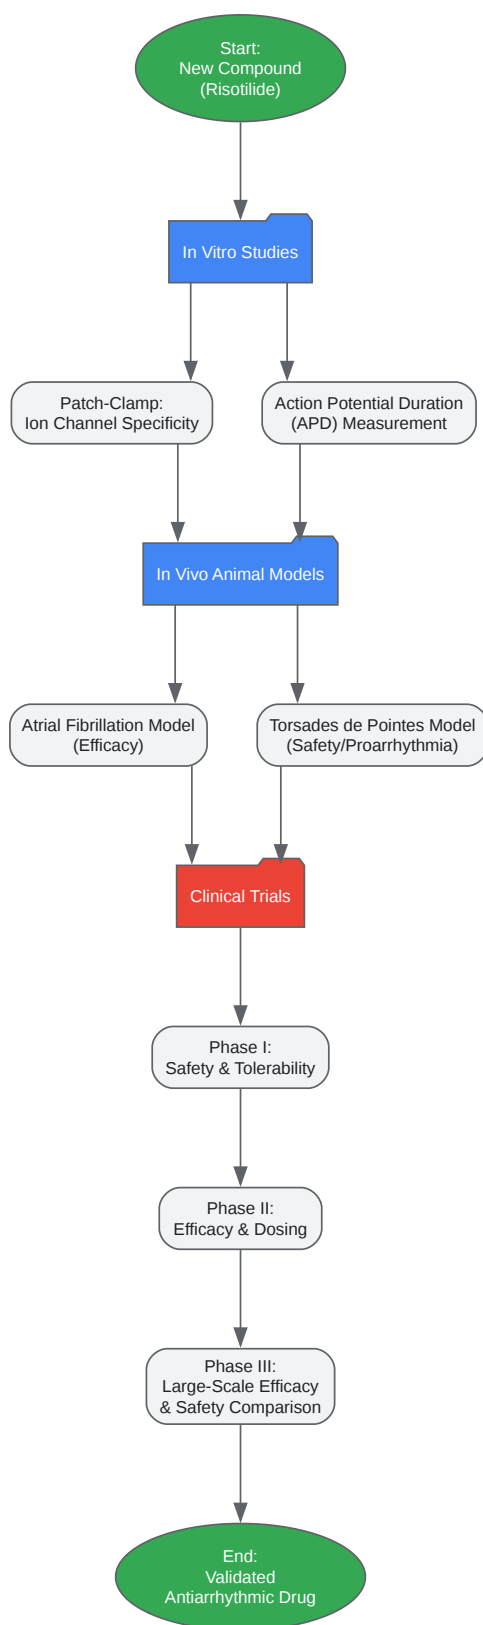 Start:
New Compound
(Risotilide)
In Vitro Studies
Patch-Clamp:
Ion Channel Specificity
Action Potential Duration
(APD) Measurement
In Vivo Animal Models
Atrial Fibrillation Model
(Efficacy)
Torsades de Pointes Model
(Safety/Proarrhythmia)
Clinical Trials
Phase I:
Safety & Tolerability
Phase II:
Efficacy & Dosing
Phase III:
Large-Scale Efficacy
& Safety Comparison
End:
Validated
Antiarrhythmic Drug